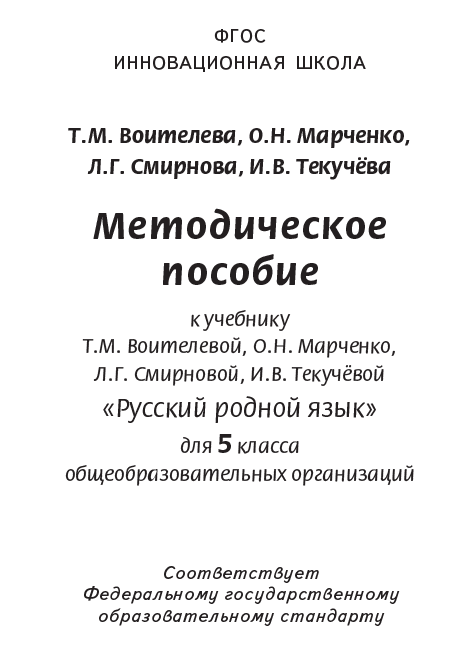 ФГОС
ИННОВАЦИОННАЯ ШКОЛА
Т.М. Воителева, О.Н. Марченко,
Л.Г. Смирнова, И.В. Текучёва
Методическое
пособие
к учебнику
Т.М. Воителевой, О.Н. Марченко,
Л.Г. Смирновой, И.В. Текучёвой
«Русский родной язык»
для 5 класса
общеобразовательных организаций
Соответствует
Федеральному государственному
образовательному стандарту